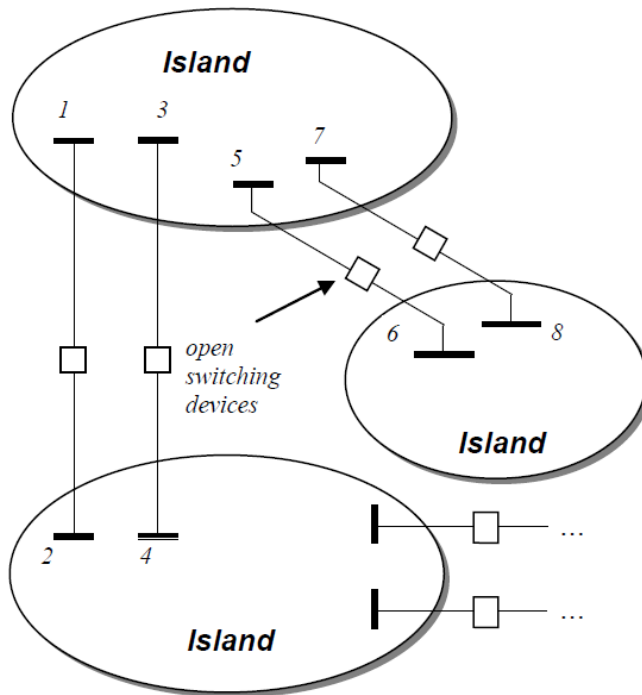 Island
1
3
7
5
6
8
open
switching
devices
Island
2
4
...
...
Island